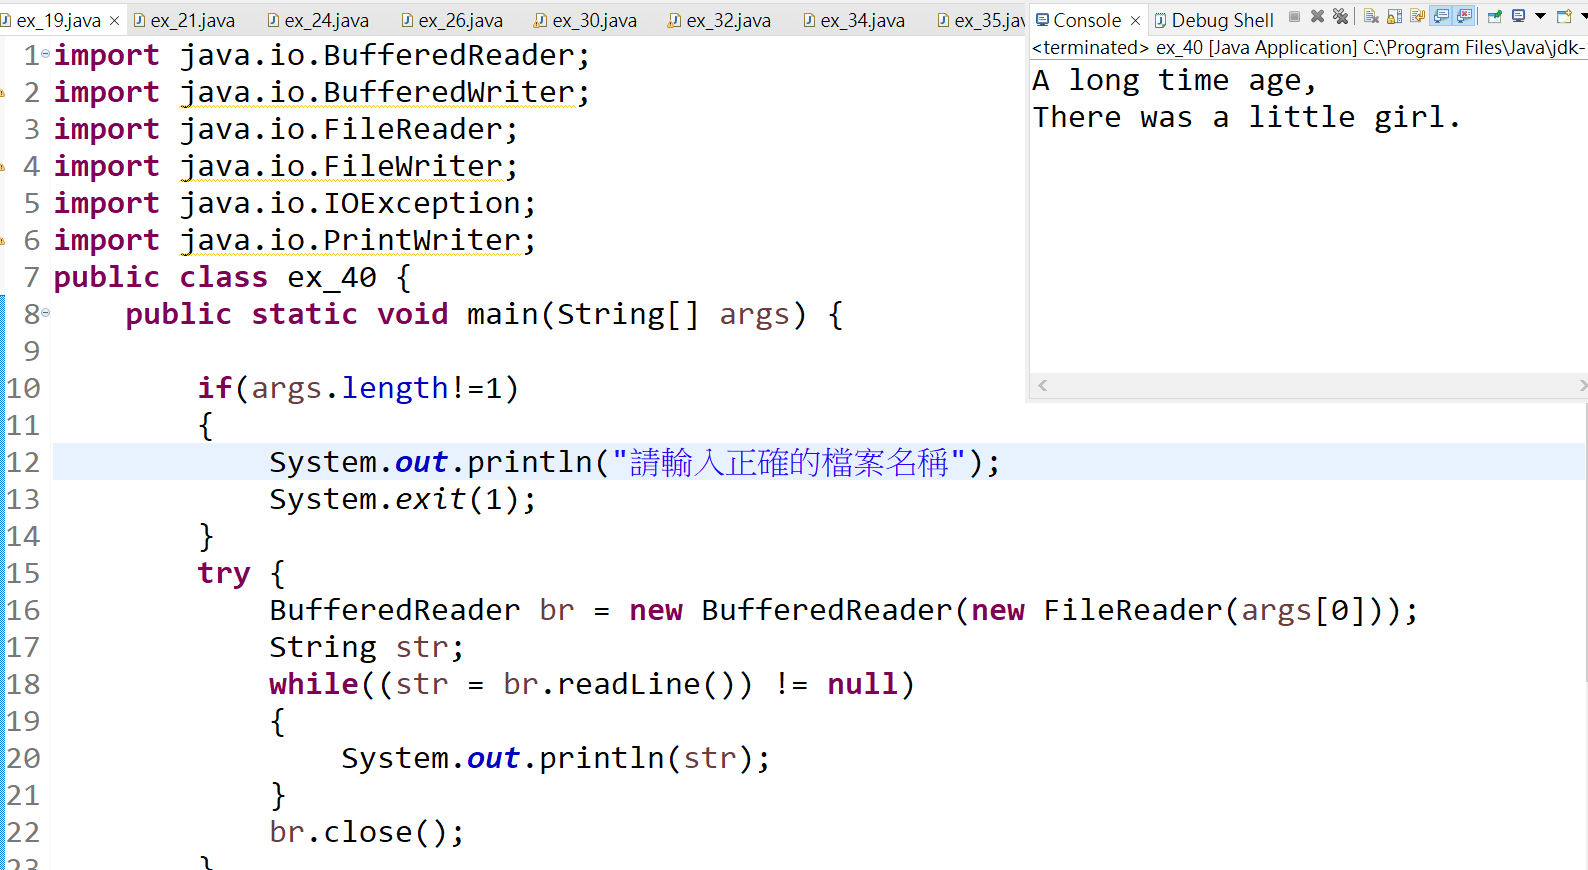 ex_19.java
ex_21.java
ex_24.java
ex_26.java
ex_30.java
ex_32.java
ex_34.java
ex_35.jav
Console
Debug Shell
<terminated> ex_40 [Java Application] C:\Program Files\Java\jdk-
A long time age,
There was a little girl.
1 import java.io.BufferedReader;
2 import java.io.BufferedWriter;
3 import java.io.FileReader;
4 import java.io.FileWriter;
5 import java.io.IOException;
6 import java.io.PrintWriter;
7 public class ex_40 {
8 public static void main(String[] args) {
9
10 if(args.length!=1)
11 {
12 System.out.println("請輸入正確的檔案名稱");
13 System.exit(1);
14 }
15 try {
16 BufferedReader br = new BufferedReader(new FileReader(args[0]));
17 String str;
18 while((str = br.readLine()) != null)
19 {
20 System.out.println(str);
21 }
22 br.close();
23 }